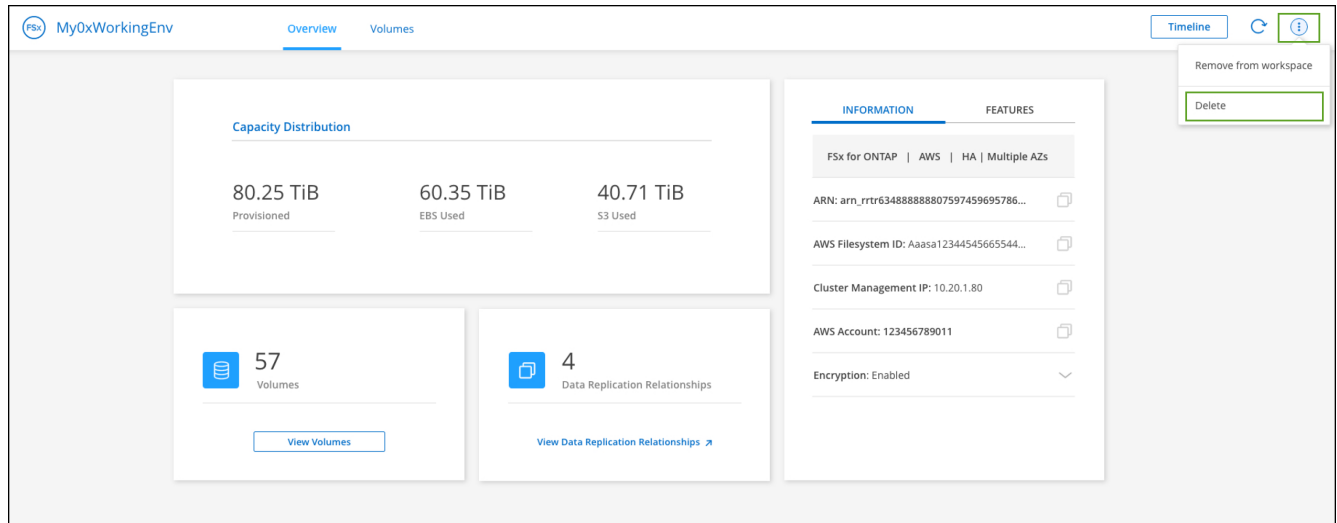 FSx My0xWorkingEnv Overview Volumes Timeline
Remove from workspace
Delete
Capacity Distribution
80.25 TiB 60.35 TiB 40.71 TiB
Provisioned EBS Used S3 Used
57
Volumes
View Volumes
4
Data Replication Relationships
View Data Replication Relationships
INFORMATION FEATURES
FSx for ONTAP | AWS | HA | Multiple AZs
ARN: arn_rrtr63488888880759745969578​6...
AWS Filesystem ID: Aaasa12344545665544...
Cluster Management IP: 10.20.1.80
AWS Account: 123456789011
Encryption: Enabled